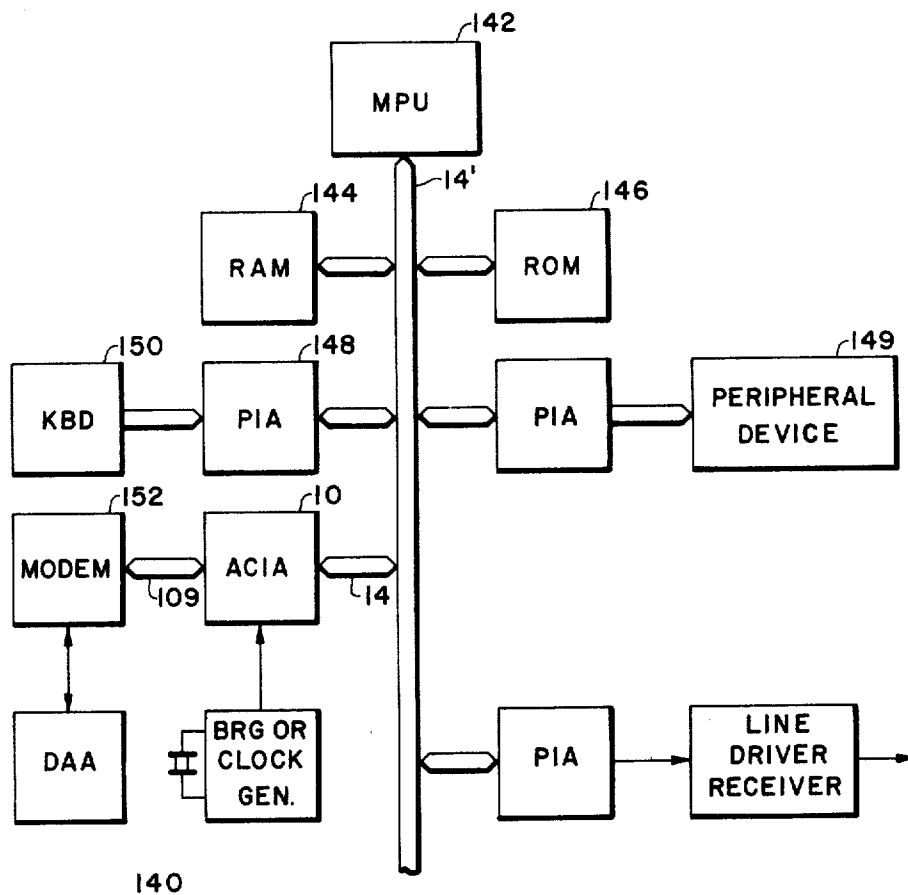 142
MPU
14'
144
146
RAM
ROM
150
148
149
KBD
PIA
PIA
PERIPHERAL
DEVICE
152
10
MODEM
109
ACIA
14
DAA
BRG OR
CLOCK
GEN.
PIA
LINE
DRIVER
RECEIVER
140